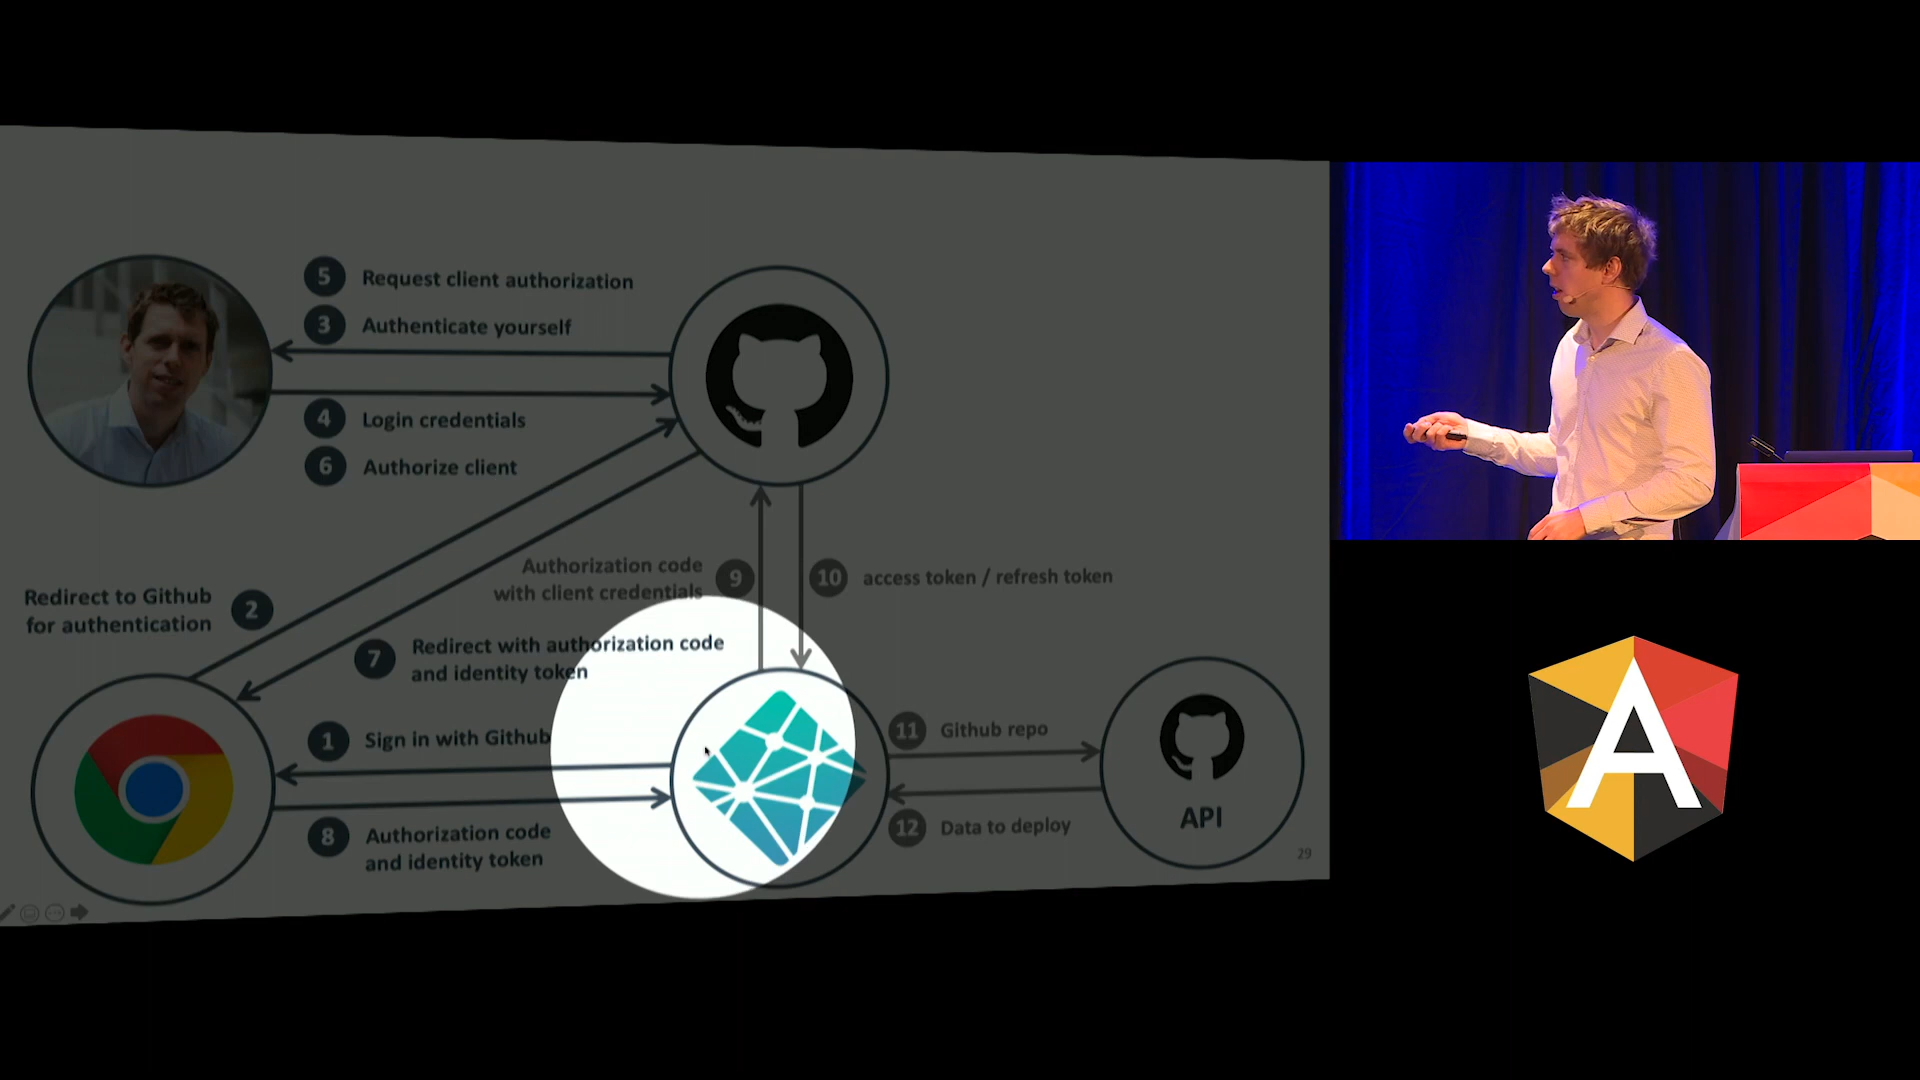 5 Request client authorization
3 Authenticate yourself
4 Login credentials
6 Authorize client
Redirect to Github
for authentication
2
Authorization code
with client credentials
9
10 access token / refresh token
7 Redirect with authorization code
and identity token
1 Sign in with Github
8 Authorization code
and identity token
11 Github repo
12 Data to deploy
API
29
A